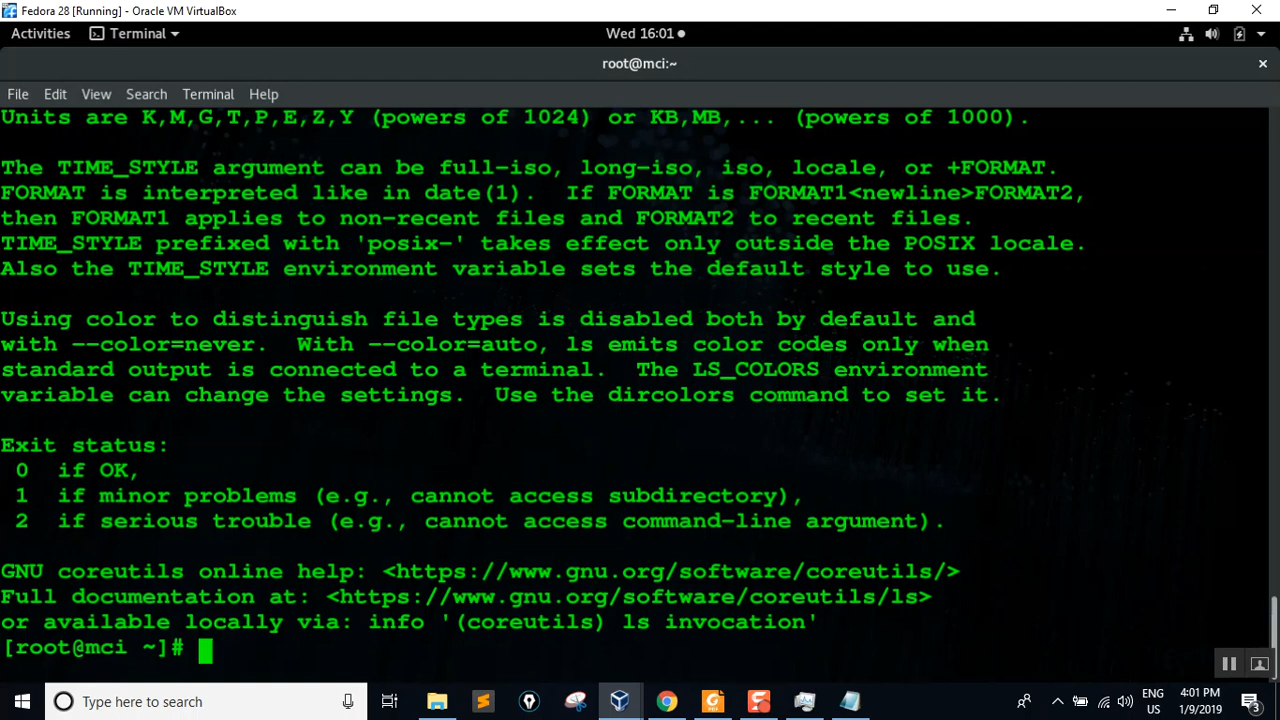 Fedora 28 [Running] - Oracle VM VirtualBox
Activities Terminal Wed 16:01
root@mci:~
File Edit View Search Terminal Help
Units are K,M,G,T,P,E,Z,Y (powers of 1024) or KB,MB,... (powers of 1000).
The TIME_STYLE argument can be full-iso, long-iso, iso, locale, or +FORMAT.
FORMAT is interpreted like in date(1).  If FORMAT is FORMAT1<newline>FORMAT2,
then FORMAT1 applies to non-recent files and FORMAT2 to recent files.
TIME_STYLE prefixed with 'posix-' takes effect only outside the POSIX locale.
Also the TIME_STYLE environment variable sets the default style to use.
Using color to distinguish file types is disabled both by default and
with --color=never.  With --color=auto, ls emits color codes only when
standard output is connected to a terminal.  The LS_COLORS environment
variable can change the settings.  Use the dircolors command to set it.
Exit status:
0  if OK,
1  if minor problems (e.g., cannot access subdirectory),
2  if serious trouble (e.g., cannot access command-line argument).
GNU coreutils online help: <https://www.gnu.org/software/coreutils/>
Full documentation at: <https://www.gnu.org/software/coreutils/ls>
or available locally via: info '(coreutils) ls invocation'
[root@mci ~]#
Type here to search
ENG 4:01 PM
US 1/9/2019 3